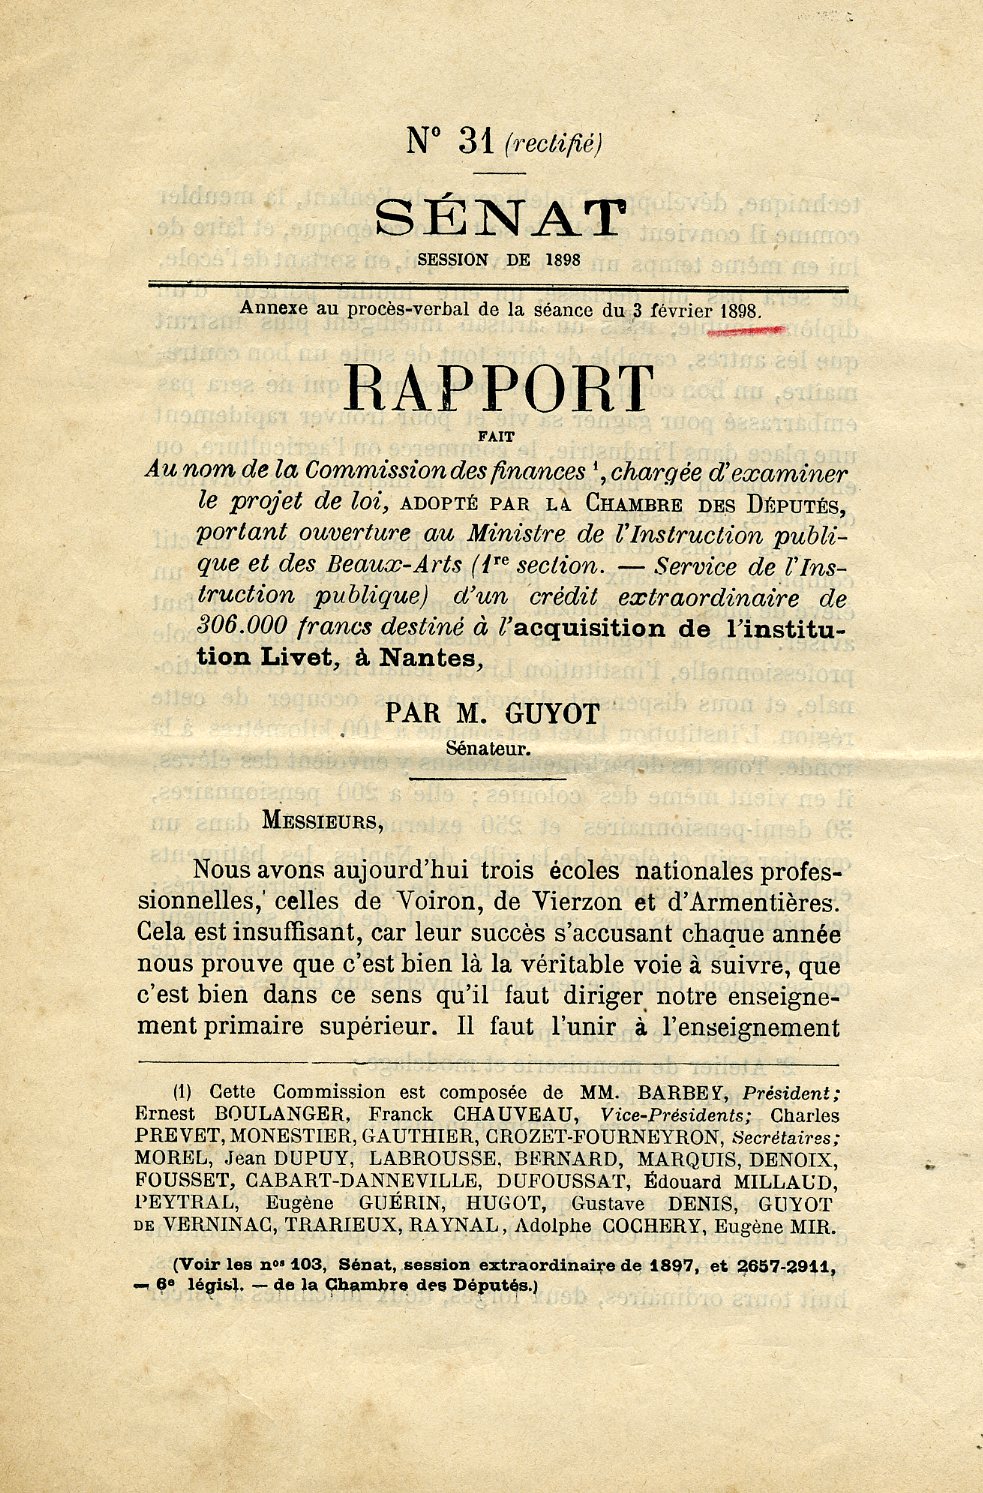 N° 31 (rectifié)
SÉNAT
SESSION DE 1898
Annexe au procès-verbal de la séance du 3 février 1898.
RAPPORT
FAIT
Au nom de la Commission des finances ¹, chargée d'examiner
le projet de loi, ADOPTÉ PAR LA CHAMBRE DES DÉPUTÉS,
portant ouverture au Ministre de l'Instruction publi-
que et des Beaux-Arts (1re section. — Service de l'Ins-
truction publique) d'un crédit extraordinaire de
306.000 francs destiné à l'acquisition de l'institu-
tion Livet, à Nantes,
PAR M. GUYOT
Sénateur.
MESSIEURS,
Nous avons aujourd'hui trois écoles nationales profes-
sionnelles, celles de Voiron, de Vierzon et d'Armentières.
Cela est insuffisant, car leur succès s'accusant chaque année
nous prouve que c'est bien là la véritable voie à suivre, que
c'est bien dans ce sens qu'il faut diriger notre enseigne-
ment primaire supérieur. Il faut l'unir à l'enseignement
(1) Cette Commission est composée de MM. BARBEY, Président;
Ernest BOULANGER, Franck CHAUVEAU, Vice-Présidents; Charles
PREVET, MONESTIER, GAUTHIER, CROZET-FOURNEYRON, Secrétaires;
MOREL, Jean DUPUY, LABROUSSE, BERNARD, MARQUIS, DENOIX,
FOUSSET, CABART-DANNEVILLE, DUFOUSSAT, Édouard MILLAUD,
PEYTRAL, Eugène GUÉRIN, HUGOT, Gustave DENIS, GUYOT
DE VERNINAC, TRARIEUX, RAYNAL, Adolphe COCHERY, Eugène MIR.
(Voir les nos 103, Sénat, session extraordinaire de 1897, et 2657-2911,
— 6e législ. — de la Chambre des Députés.)